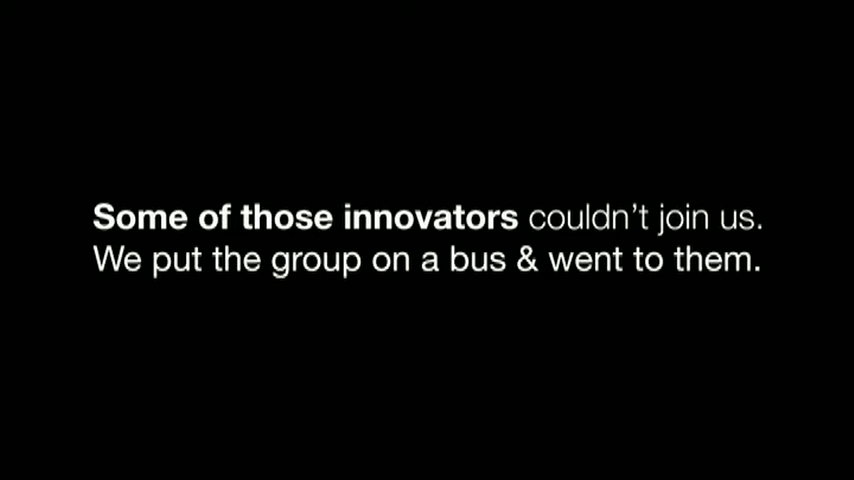 Some of those innovators couldn’t join us.
We put the group on a bus & went to them.